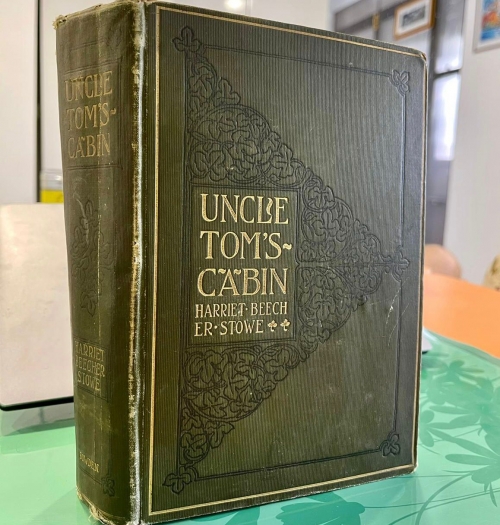 UNCLE
TOM'S~
CABIN
HARRIET
BEECHER
STOWE
UNCLE
TOM'S~
CABIN
HARRIET·BEECH
ER·STOWE